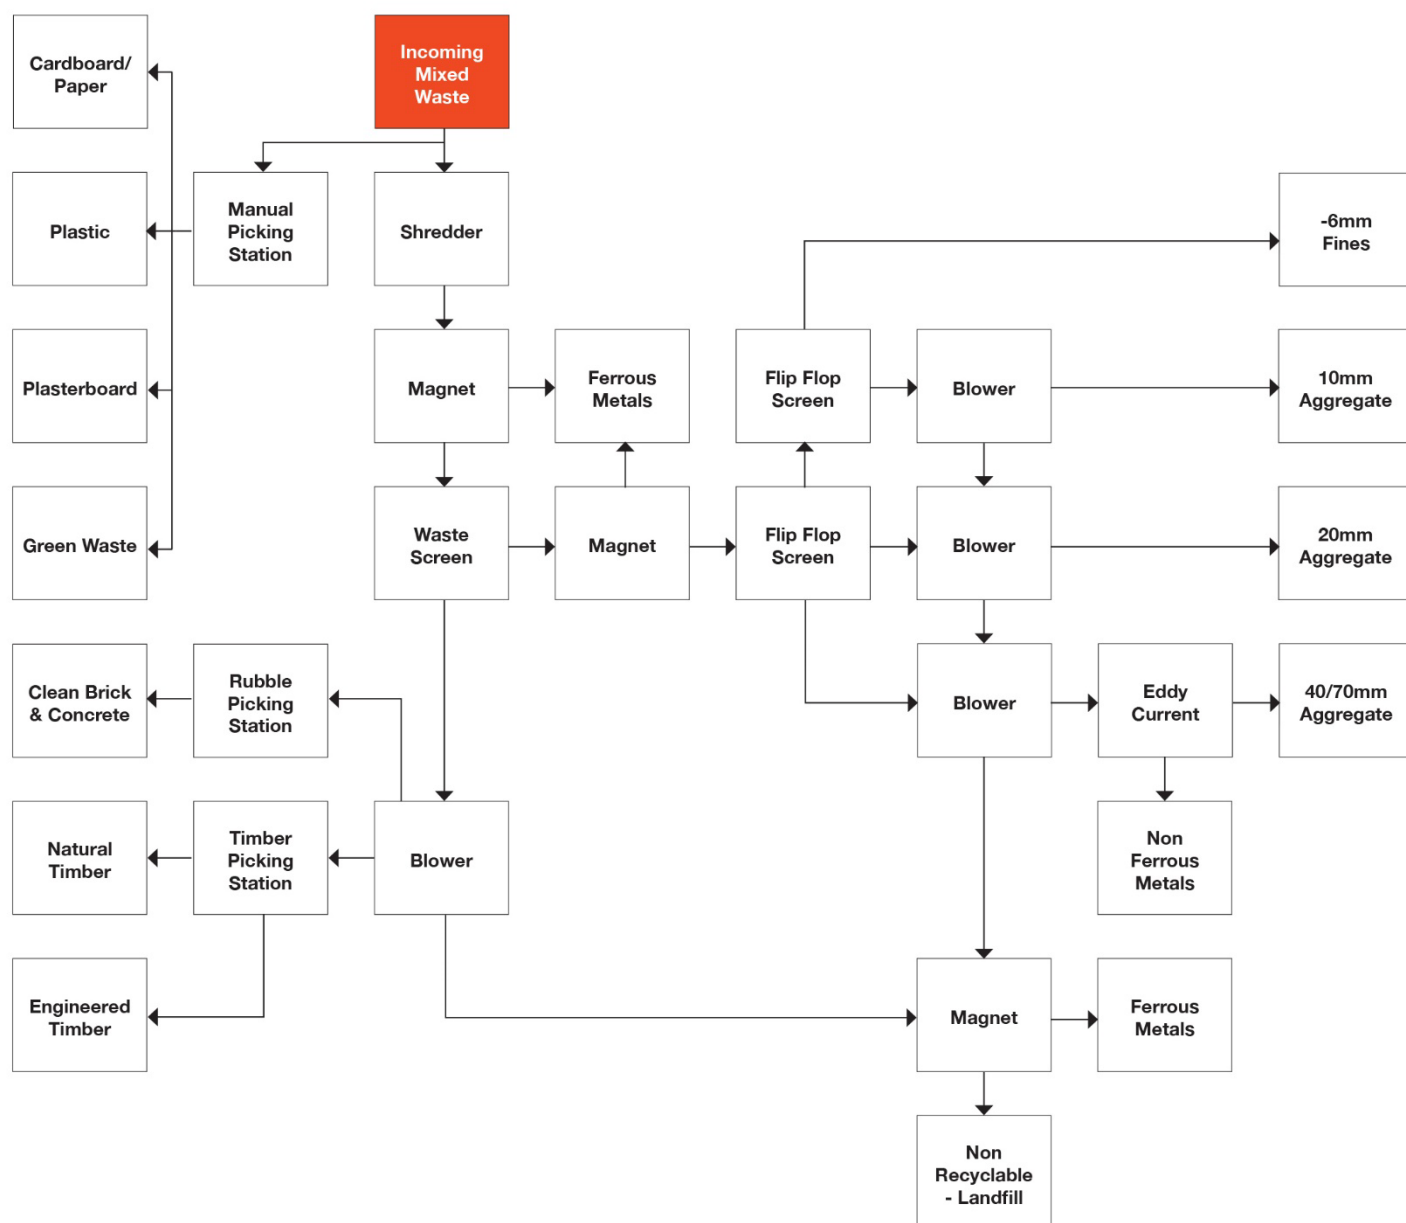 Cardboard/
Paper
Incoming
Mixed
Waste
Plastic
Manual
Picking
Station
Shredder
-6mm
Fines
Plasterboard
Magnet
Ferrous
Metals
Flip Flop
Screen
Blower
10mm
Aggregate
Green Waste
Waste
Screen
Magnet
Flip Flop
Screen
Blower
20mm
Aggregate
Clean Brick
& Concrete
Rubble
Picking
Station
Blower
Eddy
Current
40/70mm
Aggregate
Natural
Timber
Timber
Picking
Station
Blower
Non
Ferrous
Metals
Engineered
Timber
Magnet
Ferrous
Metals
Non
Recyclable
- Landfill